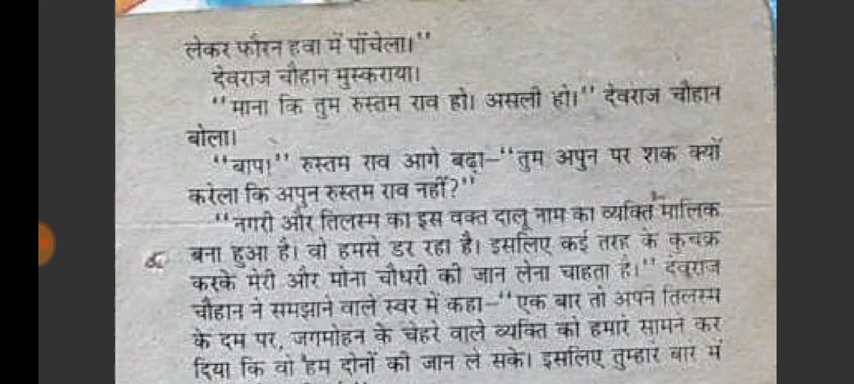 लेकर फौरन हवा में पोंचेला।''
देवराज चौहान मुस्कराया।
''माना कि तुम रुस्तम राव हो। असली हो।'' देवराज चौहान
बोला।
''बाप!'' रुस्तम राव आगे बढ़ा—''तुम अपुन पर शक क्यों
करेला कि अपुन रुस्तम राव नहीं?''
''नगरी और तिलस्म का इस वक्त दालू नाम का व्यक्ति मालिक
बना हुआ है। वो हमसे डर रहा है। इसलिए कई तरह के कुचक्र
करके मेरी और मोना चौधरी की जान लेना चाहता है।'' देवराज
चौहान ने समझाने वाले स्वर में कहा—''एक बार तो अपने तिलस्म
के दम पर, जगमोहन के चेहरे वाले व्यक्ति को हमारे सामने कर
दिया कि वो हम दोनों की जान ले सके। इसलिए तुम्हारे बारे में